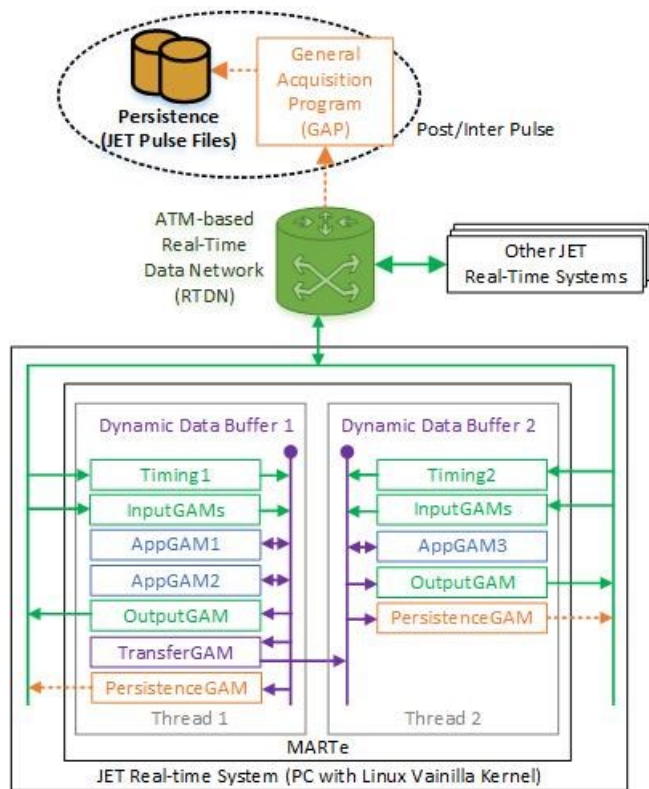 General
Acquisition
Program
(GAP)
Persistence
(JET Pulse Files)
Post/Inter Pulse
ATM-based
Real-Time
Data Network
(RTDN)
Other JET
Real-Time Systems
Dynamic Data Buffer 1
Timing1
InputGAMs
AppGAM1
AppGAM2
OutputGAM
TransferGAM
PersistenceGAM
Thread 1
Dynamic Data Buffer 2
Timing2
InputGAMs
AppGAM3
OutputGAM
PersistenceGAM
Thread 2
MARTe
JET Real-time System (PC with Linux Vainilla Kernel)